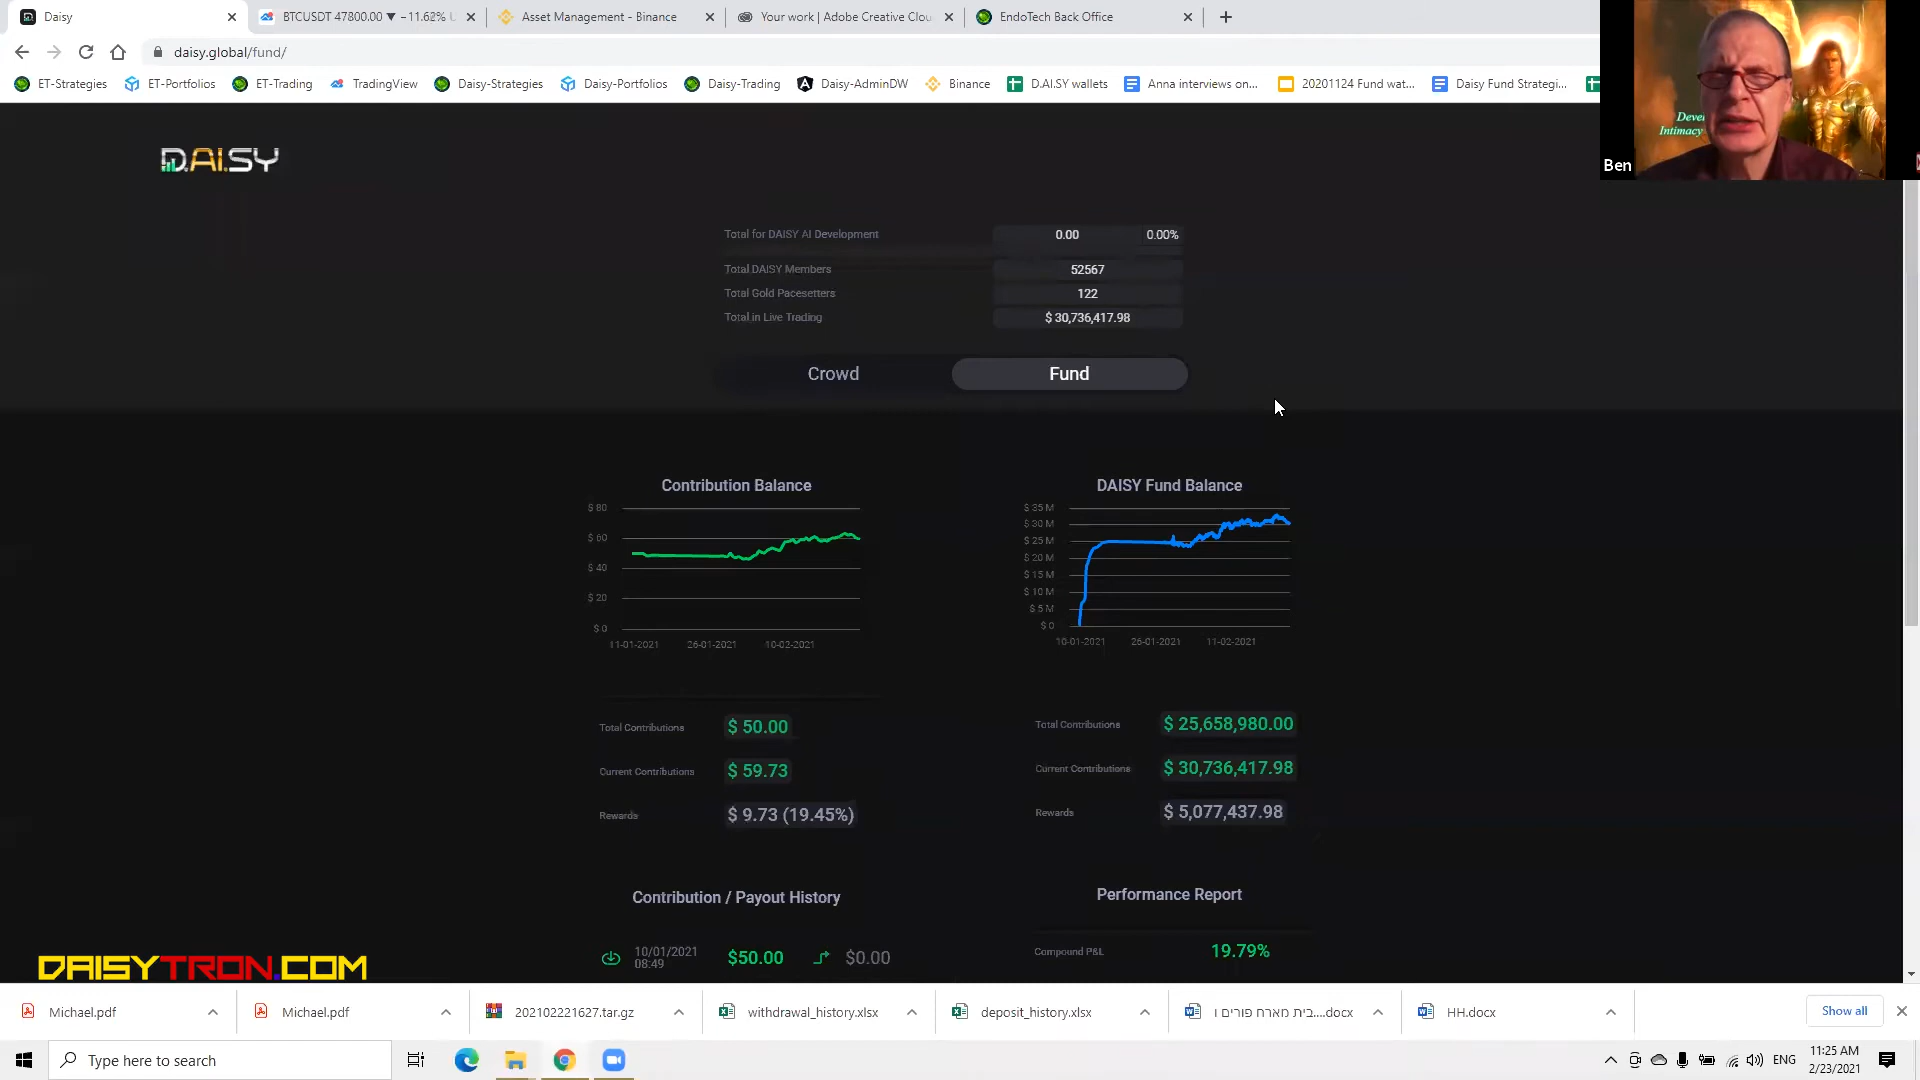 Daisy
BTCUSDT 47800.00 ▼ −11.62% U
Asset Management - Binance
Your work | Adobe Creative Clou
EndoTech Back Office
daisy.global/fund/
ET-Strategies
ET-Portfolios
ET-Trading
TradingView
Daisy-Strategies
Daisy-Portfolios
Daisy-Trading
Daisy-AdminDW
Binance
D.AI.SY wallets
Anna interviews on...
20201124 Fund wat...
Daisy Fund Strategi...
Intimacy
Ben
D.AI.SY
Total for DAISY AI Development 0.00 0.00%
Total DAISY Members 52567
Total Gold Pacesetters 122
Total in Live Trading $ 30,736,417.98
Crowd Fund
Contribution Balance
$ 80
$ 60
$ 40
$ 20
$ 0
11-01-2021 26-01-2021 10-02-2021
DAISY Fund Balance
$ 35 M
$ 30 M
$ 25 M
$ 20 M
$ 15 M
$ 10 M
$ 5 M
$ 0
10-01-2021 26-01-2021 11-02-2021
Total Contributions $ 50.00
Current Contributions $ 59.73
Rewards $ 9.73 (19.45%)
Total Contributions $ 25,658,980.00
Current Contributions $ 30,736,417.98
Rewards $ 5,077,437.98
Contribution / Payout History
10/01/2021
08:49
$50.00 $0.00
Performance Report
Compound P&L 19.79%
DAISYTRON.COM
Michael.pdf
Michael.pdf
202102221627.tar.gz
withdrawal_history.xlsx
deposit_history.xlsx
בית מארח פורים ו....docx
HH.docx
Show all
Type here to search
ENG
11:25 AM
2/23/2021